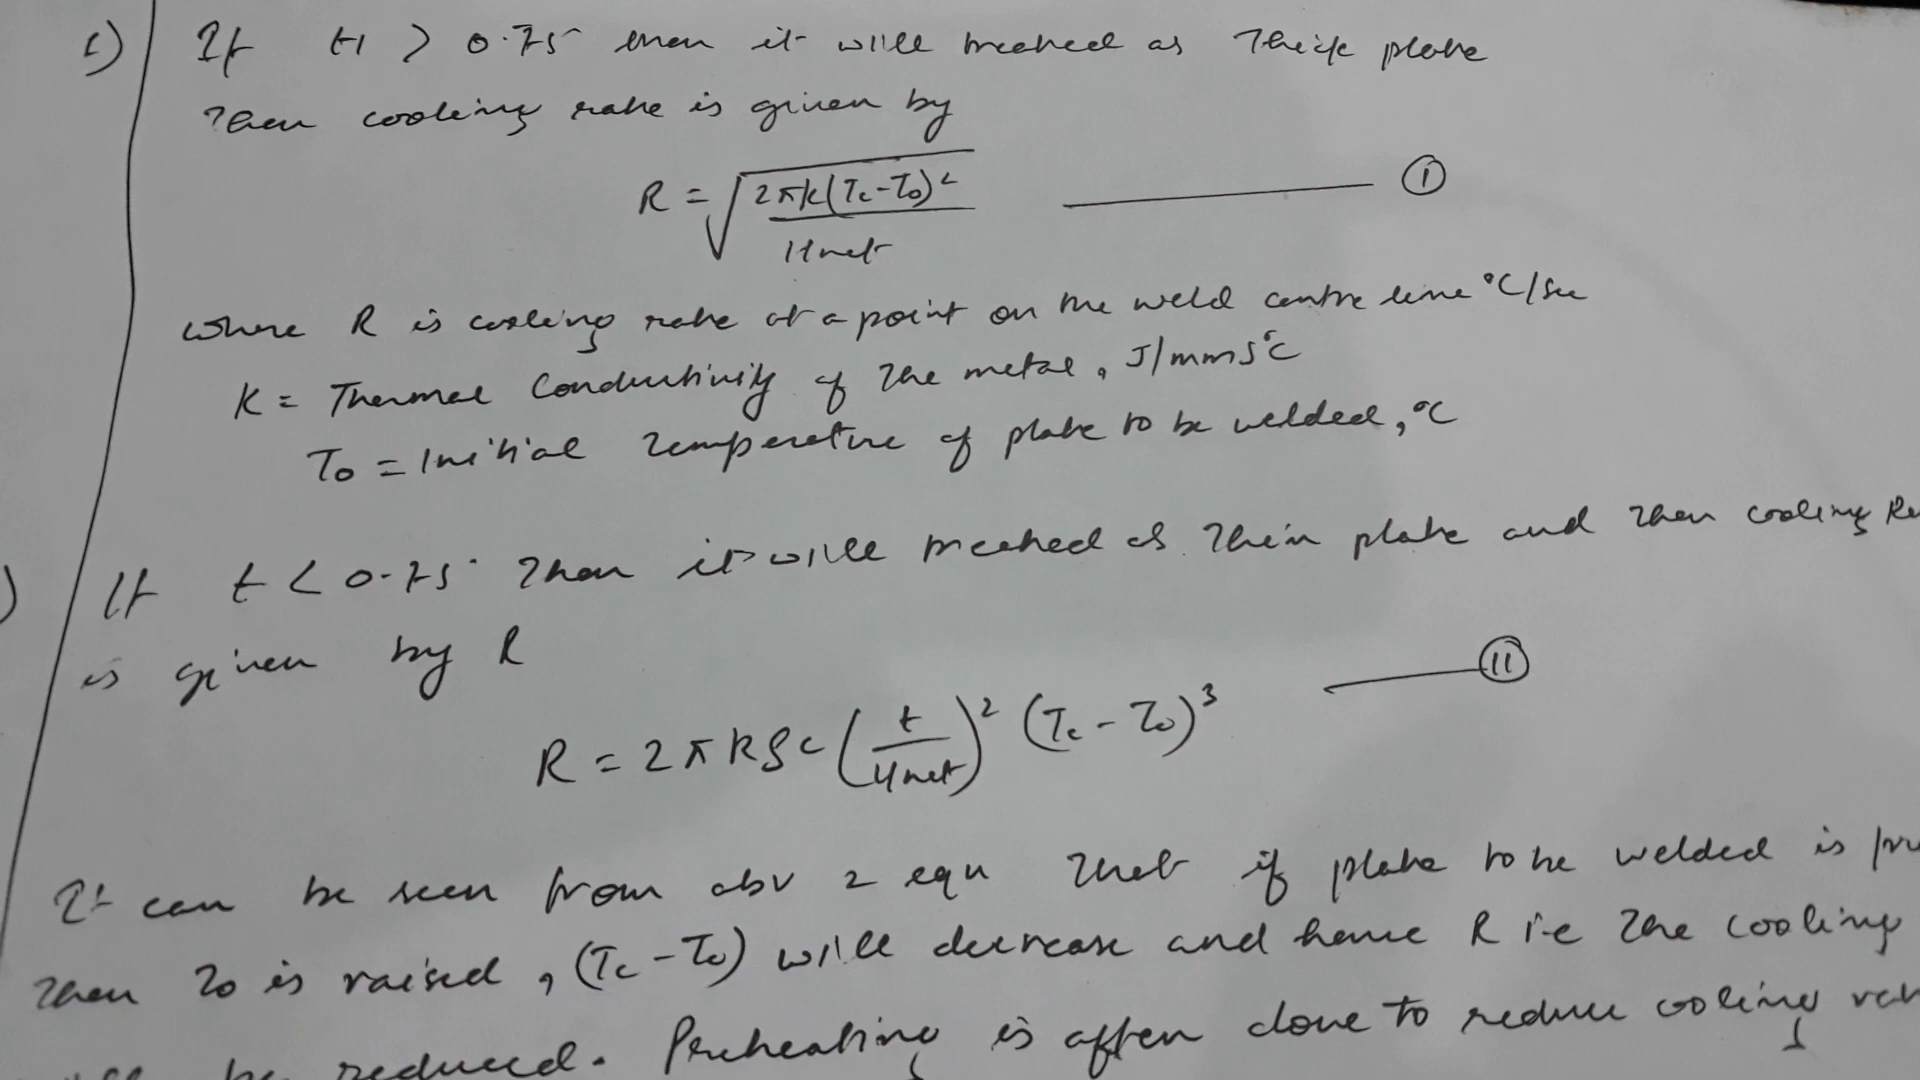 1) If t1 > 0.75 then it will treated as Thick plate
Then cooling rate is given by
R = √(2πk(Tc-To)² / Hnet) ——— I
where R is cooling rate at a point on the weld centre line °C/sec
K = Thermal Conductivity of the metal, J/mms°C
To = Initial temperature of plate to be welded, °C
) If t < 0.75 Then it will treated as Thin plate and then cooling
is given by R
R = 2πkρc (t/Hnet)² (Tc - To)³ ——— II
It can be seen from abv 2 equ that if plate to be welded is
Then To is raised, (Tc - To) will decrease and hence R i.e the cooling
be reduced. Preheating is often done to reduce cooling